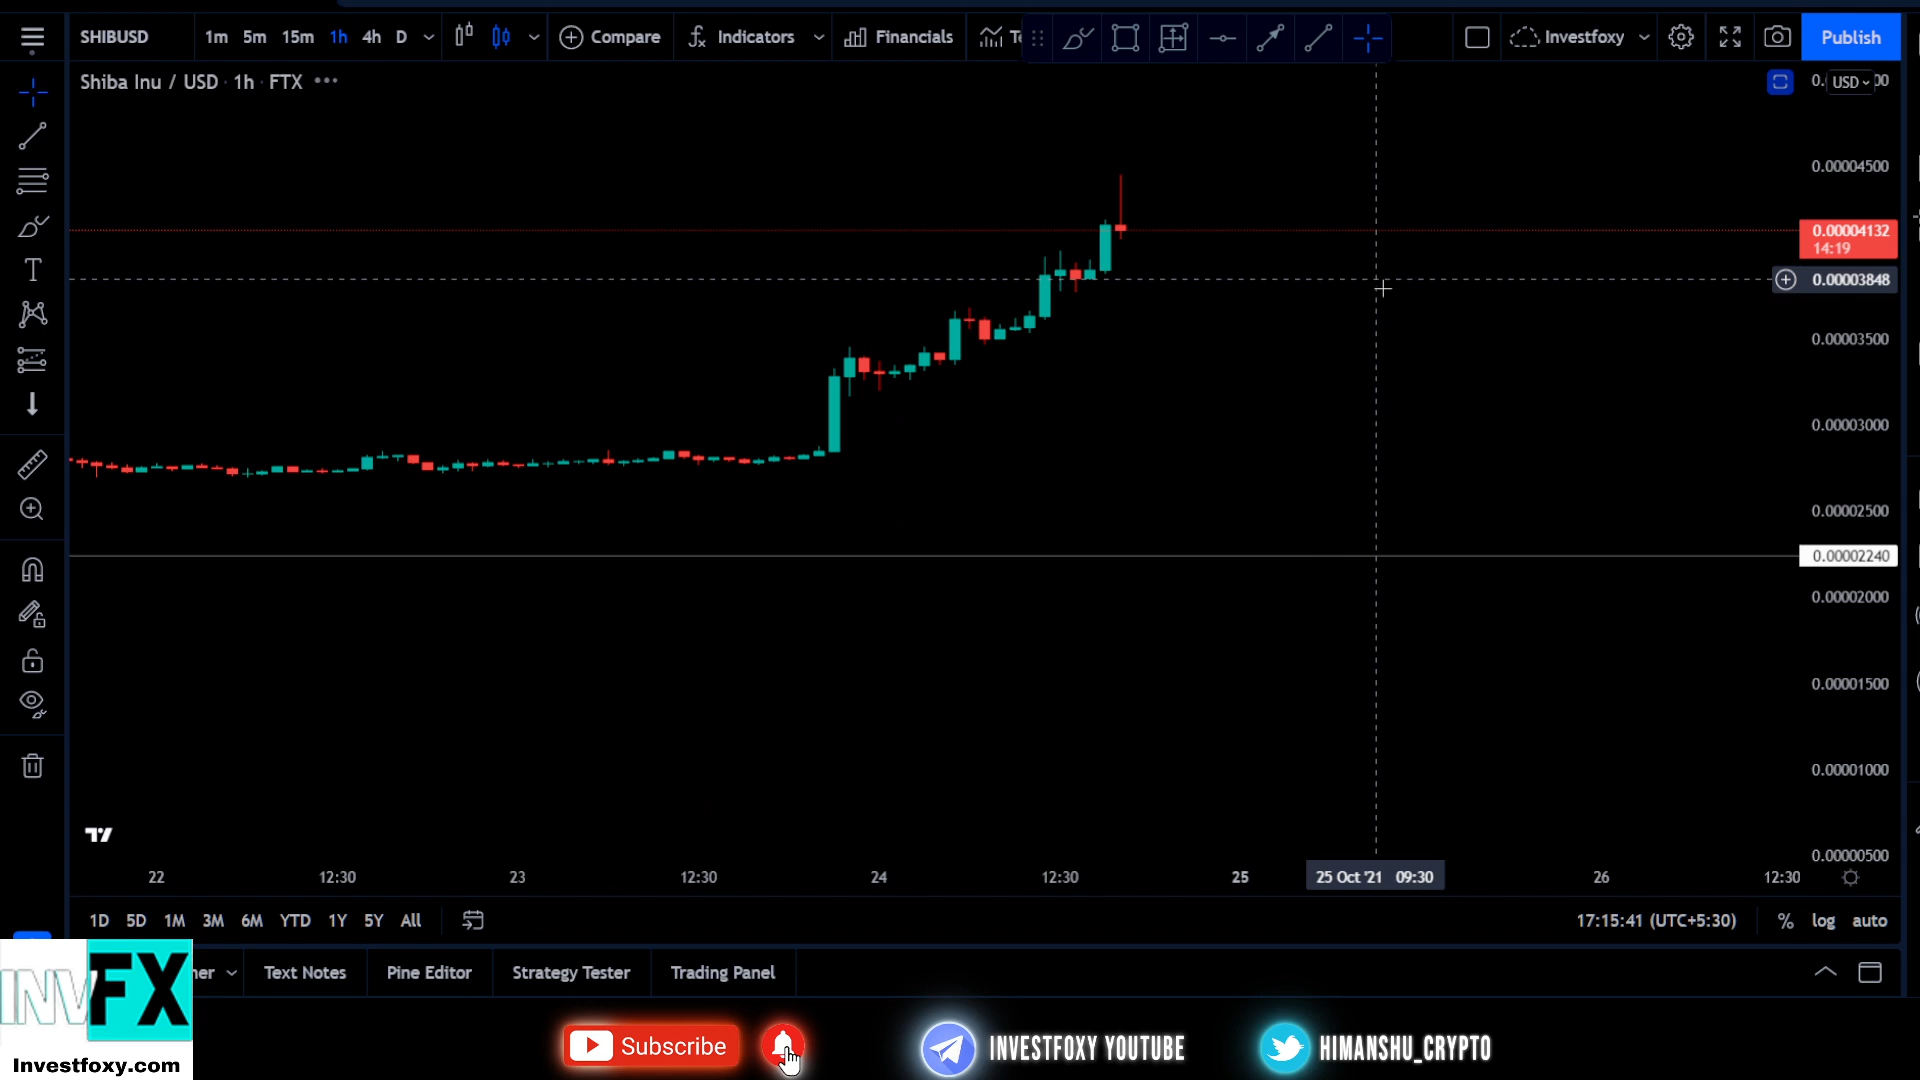 SHIBUSD 1m 5m 15m 1h 4h D Compare Indicators Financials Investfoxy Publish
Shiba Inu / USD · 1h · FTX ••• USD
0.00004500
0.00004132
14:19
0.00003848
0.00003500
0.00003000
0.00002500
0.00002240
0.00002000
0.00001500
0.00001000
0.00000500
22 12:30 23 12:30 24 12:30 25 25 Oct '21 09:30 26 12:30
1D 5D 1M 3M 6M YTD 1Y 5Y All 17:15:41 (UTC+5:30) % log auto
Text Notes Pine Editor Strategy Tester Trading Panel
INVFX
Subscribe INVESTFOXY YOUTUBE HIMANSHU_CRYPTO
Investfoxy.com